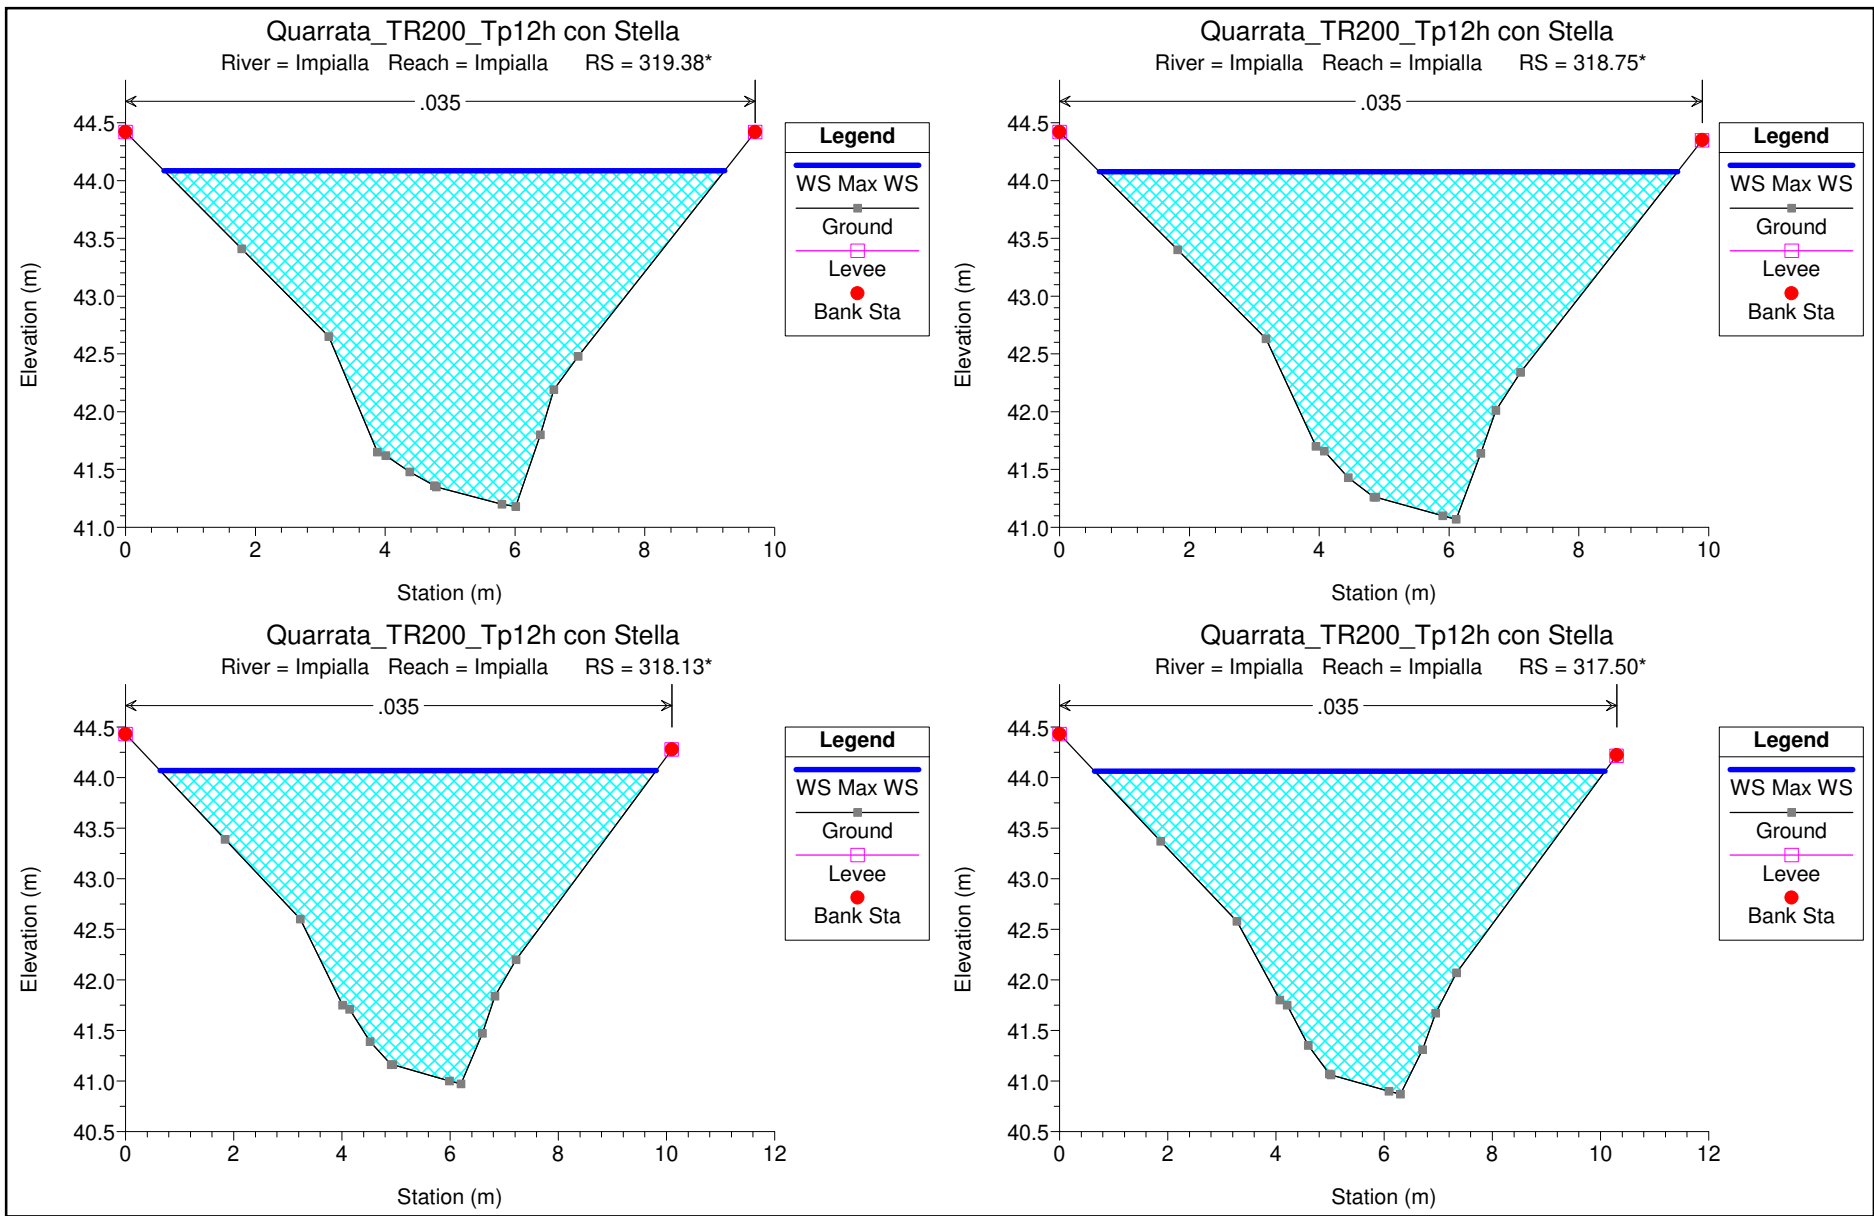 Quarrata_TR200_Tp12h con Stella
River = Impialla Reach = Impialla RS = 319.38*
.035
44.5
44.0
43.5
43.0
42.5
42.0
41.5
41.0
0 2 4 6 8 10
Station (m)
Elevation (m)
Legend
WS Max WS
Ground
Levee
Bank Sta
Quarrata_TR200_Tp12h con Stella
River = Impialla Reach = Impialla RS = 318.75*
.035
44.5
44.0
43.5
43.0
42.5
42.0
41.5
41.0
0 2 4 6 8 10
Station (m)
Elevation (m)
Legend
WS Max WS
Ground
Levee
Bank Sta
Quarrata_TR200_Tp12h con Stella
River = Impialla Reach = Impialla RS = 318.13*
.035
44.5
44.0
43.5
43.0
42.5
42.0
41.5
41.0
40.5
0 2 4 6 8 10 12
Station (m)
Elevation (m)
Legend
WS Max WS
Ground
Levee
Bank Sta
Quarrata_TR200_Tp12h con Stella
River = Impialla Reach = Impialla RS = 317.50*
.035
44.5
44.0
43.5
43.0
42.5
42.0
41.5
41.0
40.5
0 2 4 6 8 10 12
Station (m)
Elevation (m)
Legend
WS Max WS
Ground
Levee
Bank Sta